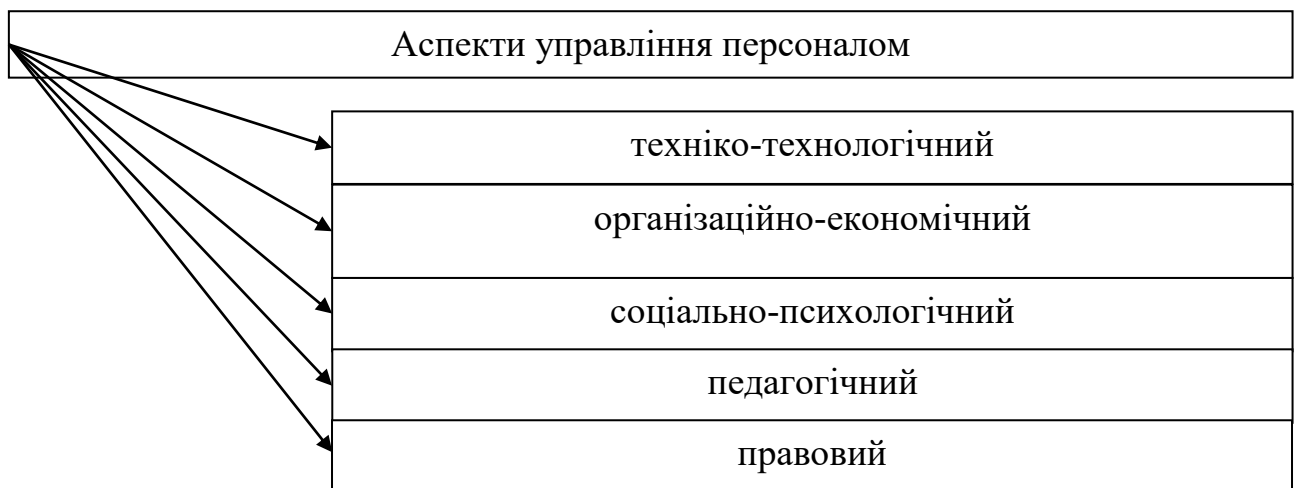 Аспекти управління персоналом
техніко-технологічний
організаційно-економічний
соціально-психологічний
педагогічний
правовий